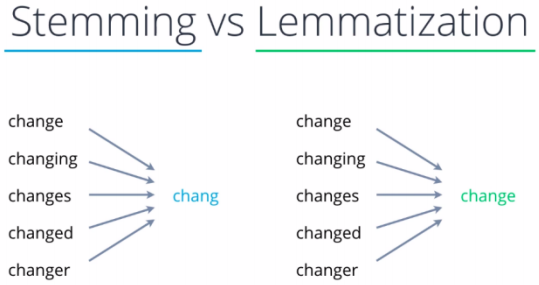 Stemming vs Lemmatization
change
changing
changes
changed
changer
chang
change
changing
changes
changed
changer
change